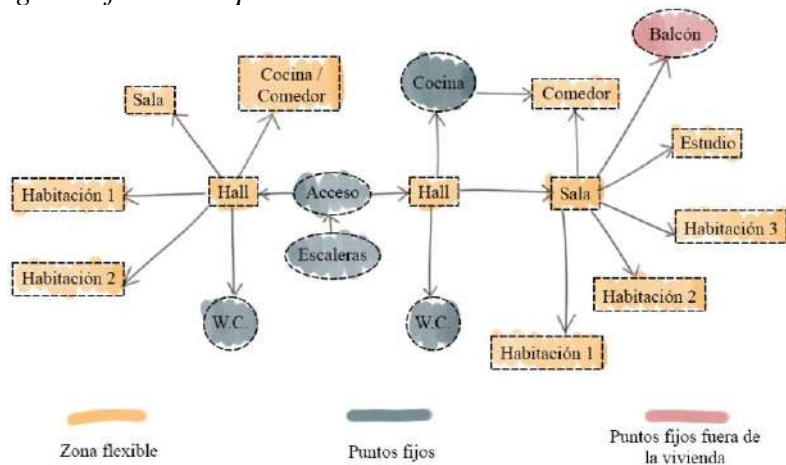 Balcón
Cocina /
Comedor
Cocina
Sala
Comedor
Estudio
Habitación 1
Hall
Acceso
Hall
Sala
Habitación 3
Escaleras
Habitación 2
Habitación 2
W.C.
W.C.
Habitación 1
Zona flexible
Puntos fijos
Puntos fijos fuera de
la vivienda